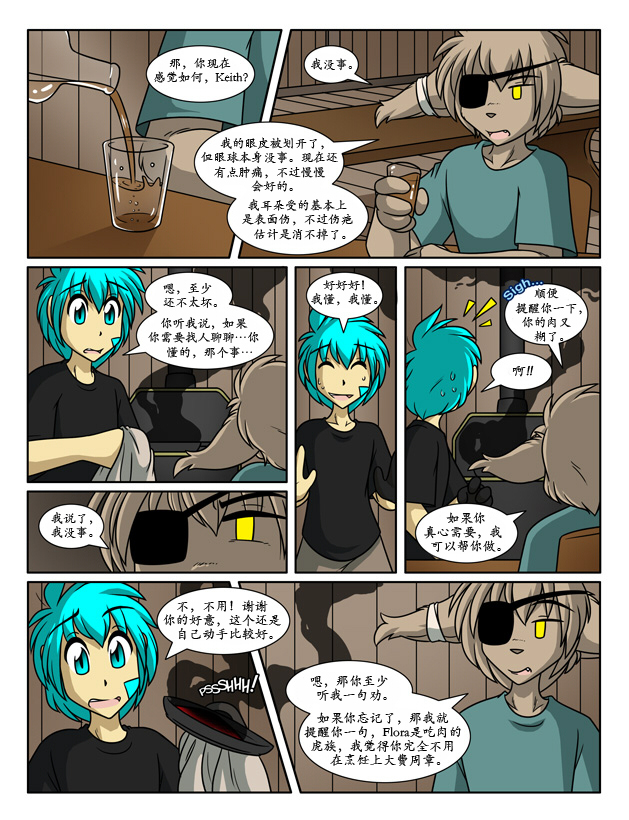 那，你现在
感觉如何，Keith？
我没事。
我的眼皮被划开了，
但眼球本身没事。现在还
有点肿痛，不过慢慢
会好的。
我耳朵受的基本上
是表面伤，不过伤疤
估计是消不掉了。
嗯，至少
还不太坏。
你听我说，如果
你需要找人聊聊…你
懂的，那个事…
我说了，
我没事。
好好好！
我懂，我懂。
Sigh...
顺便
提醒你一下，
你的肉又
糊了。
啊!!
如果你
真心需要，我
可以帮你做。
不，不用！谢谢
你的好意，这个还是
自己动手比较好。
PSSSHHH!
嗯，那你至少
听我一句劝。
如果你忘记了，那我就
提醒你一句，Flora是吃肉的
虎族，我觉得你完全不用
在烹饪上大费周章。